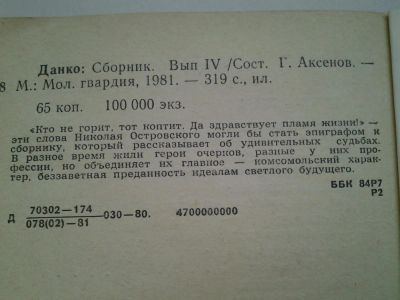 Данко: Сборник. Вып IV /Сост. Г. Аксенов. —
8 М.: Мол. гвардия, 1981. — 319 с., ил.
65 коп. 100 000 экз.
«Кто не горит, тот коптит. Да здравствует пламя жизни!» —
эти слова Николая Островского могли бы стать эпиграфом к
сборнику, который рассказывает об удивительных судьбах.
В разное время жили герои очерков, разные у них про-
фессии, но объединяет их главное — комсомольский харак-
тер, беззаветная преданность идеалам светлого будущего.
ББК 84Р7
Р2
Д 70302—174
078(02)—81 030—80. 4700000000